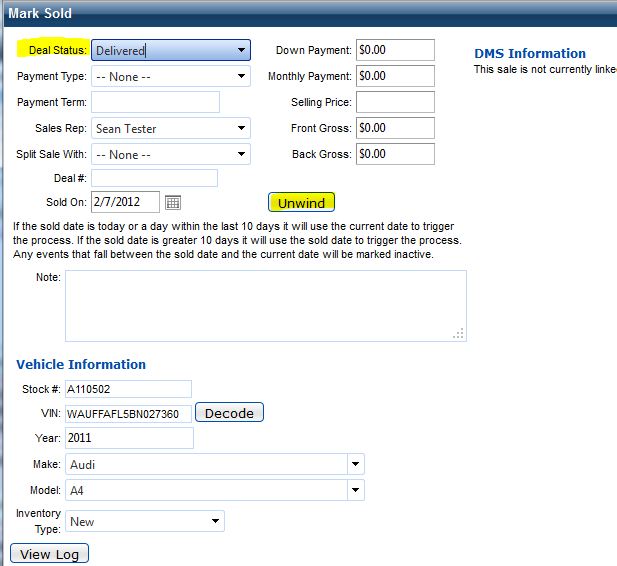 Mark Sold
Deal Status: Delivered
Down Payment: $0.00
DMS Information
Payment Type: -- None --
Monthly Payment: $0.00
This sale is not currently linke
Payment Term:
Selling Price:
Sales Rep: Sean Tester
Front Gross: $0.00
Split Sale With: -- None --
Back Gross: $0.00
Deal #:
Sold On: 2/7/2012
Unwind
If the sold date is today or a day within the last 10 days it will use the current date to trigger
the process. If the sold date is greater 10 days it will use the sold date to trigger the process.
Any events that fall between the sold date and the current date will be marked inactive.
Note:
Vehicle Information
Stock #: A110502
VIN: WAUFFAFL5BN027360 Decode
Year: 2011
Make: Audi
Model: A4
Inventory
Type: New
View Log